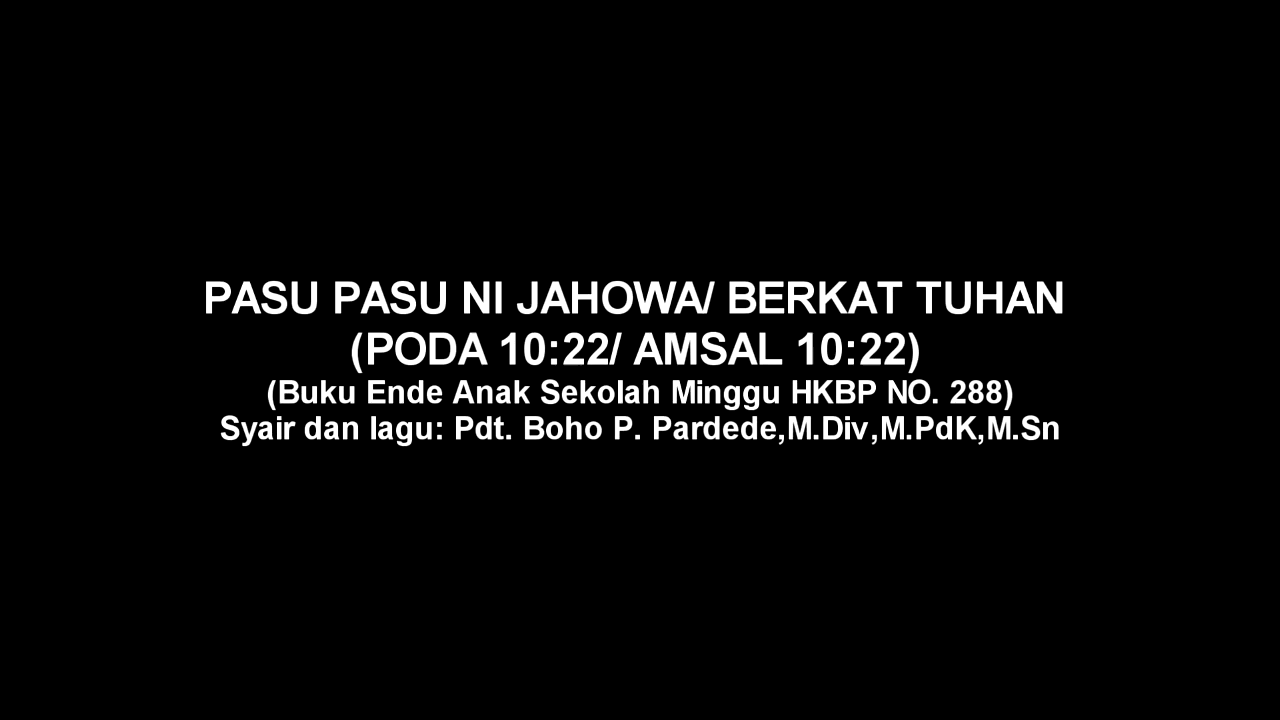 PASU PASU NI JAHOWA/ BERKAT TUHAN
(PODA 10:22/ AMSAL 10:22)
(Buku Ende Anak Sekolah Minggu HKBP NO. 288)
Syair dan lagu: Pdt. Boho P. Pardede,M.Div,M.PdK,M.Sn